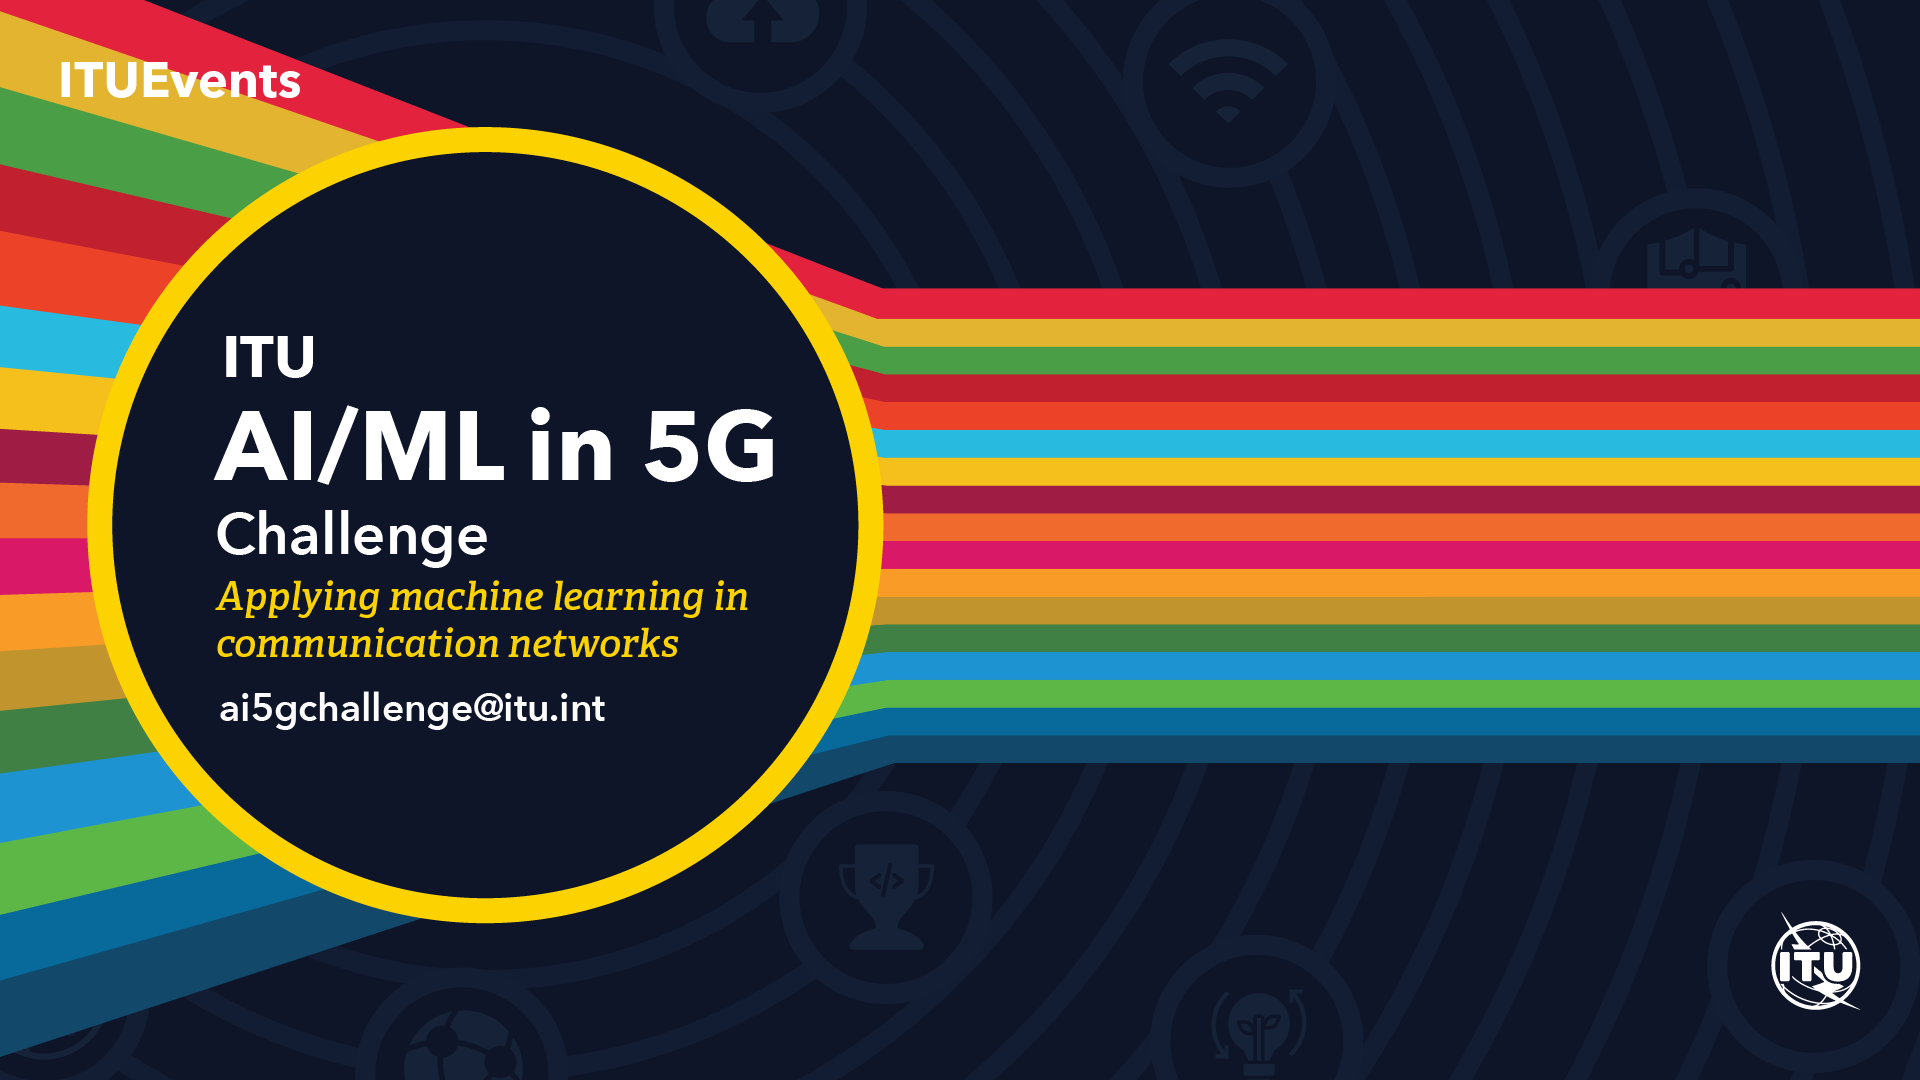 ITUEvents
ITU
AI/ML in 5G
Challenge
Applying machine learning in
communication networks
ai5gchallenge@itu.int
ITU